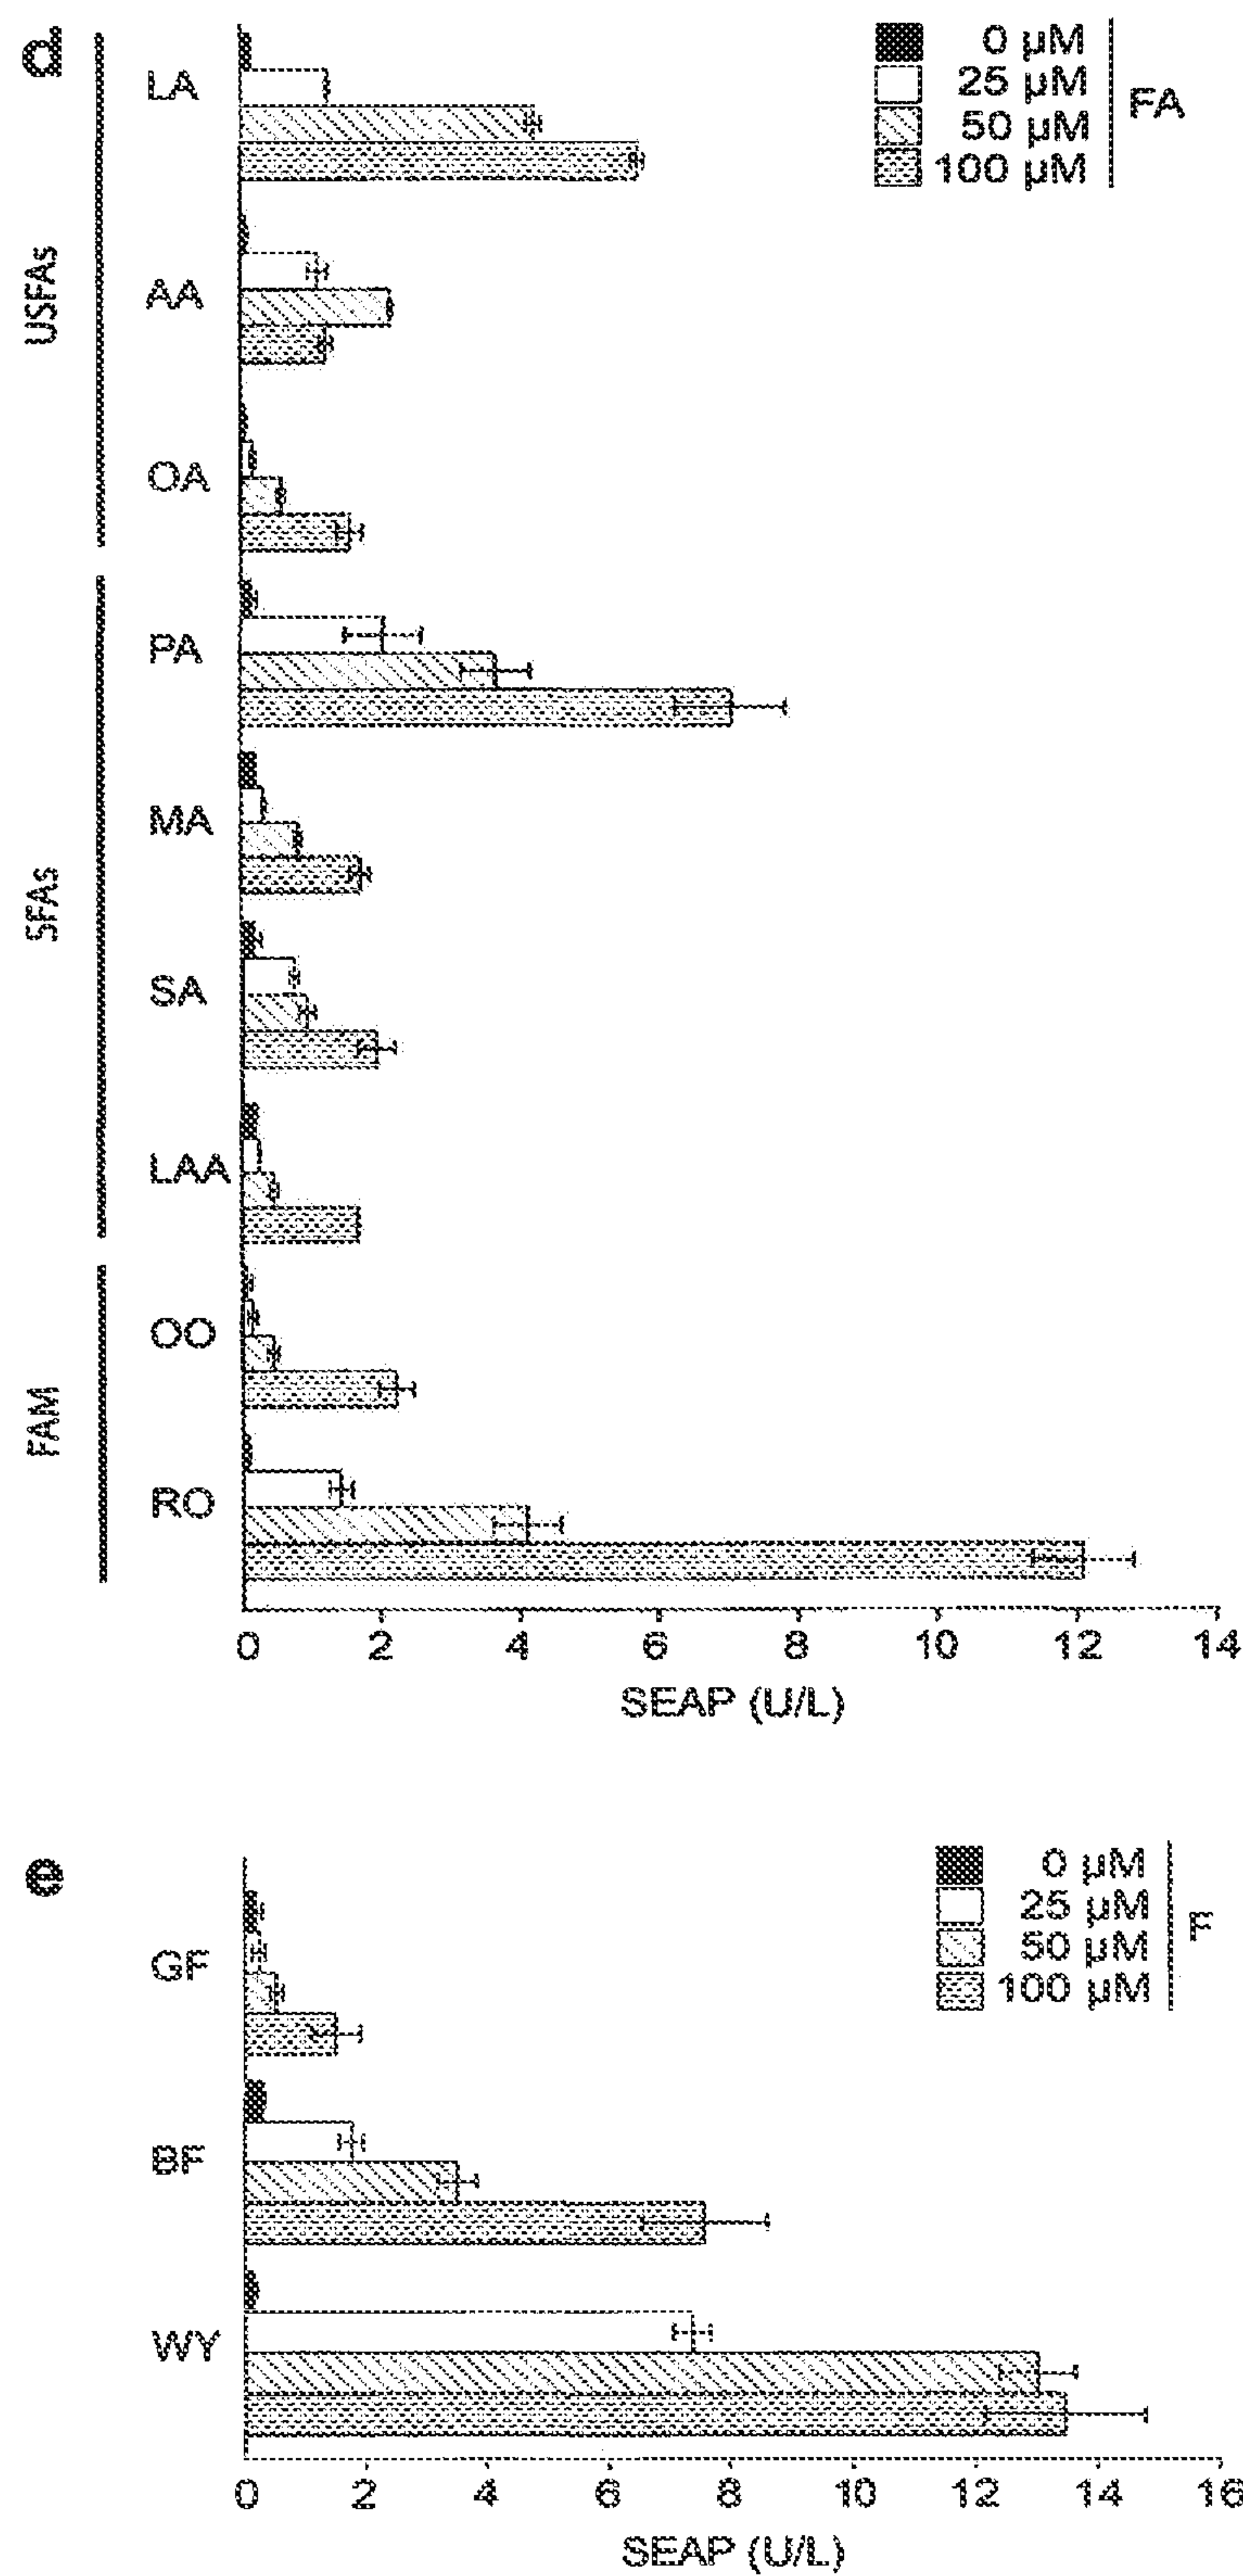 d
0 µM
25 µM
50 µM
100 µM
FA
USFAs
LA
AA
OA
SFAs
PA
MA
SA
LAA
FAM
OO
RO
0 2 4 6 8 10 12 14
SEAP (U/L)
e
0 µM
25 µM
50 µM
100 µM
F
GF
BF
WY
0 2 4 6 8 10 12 14 16
SEAP (U/L)